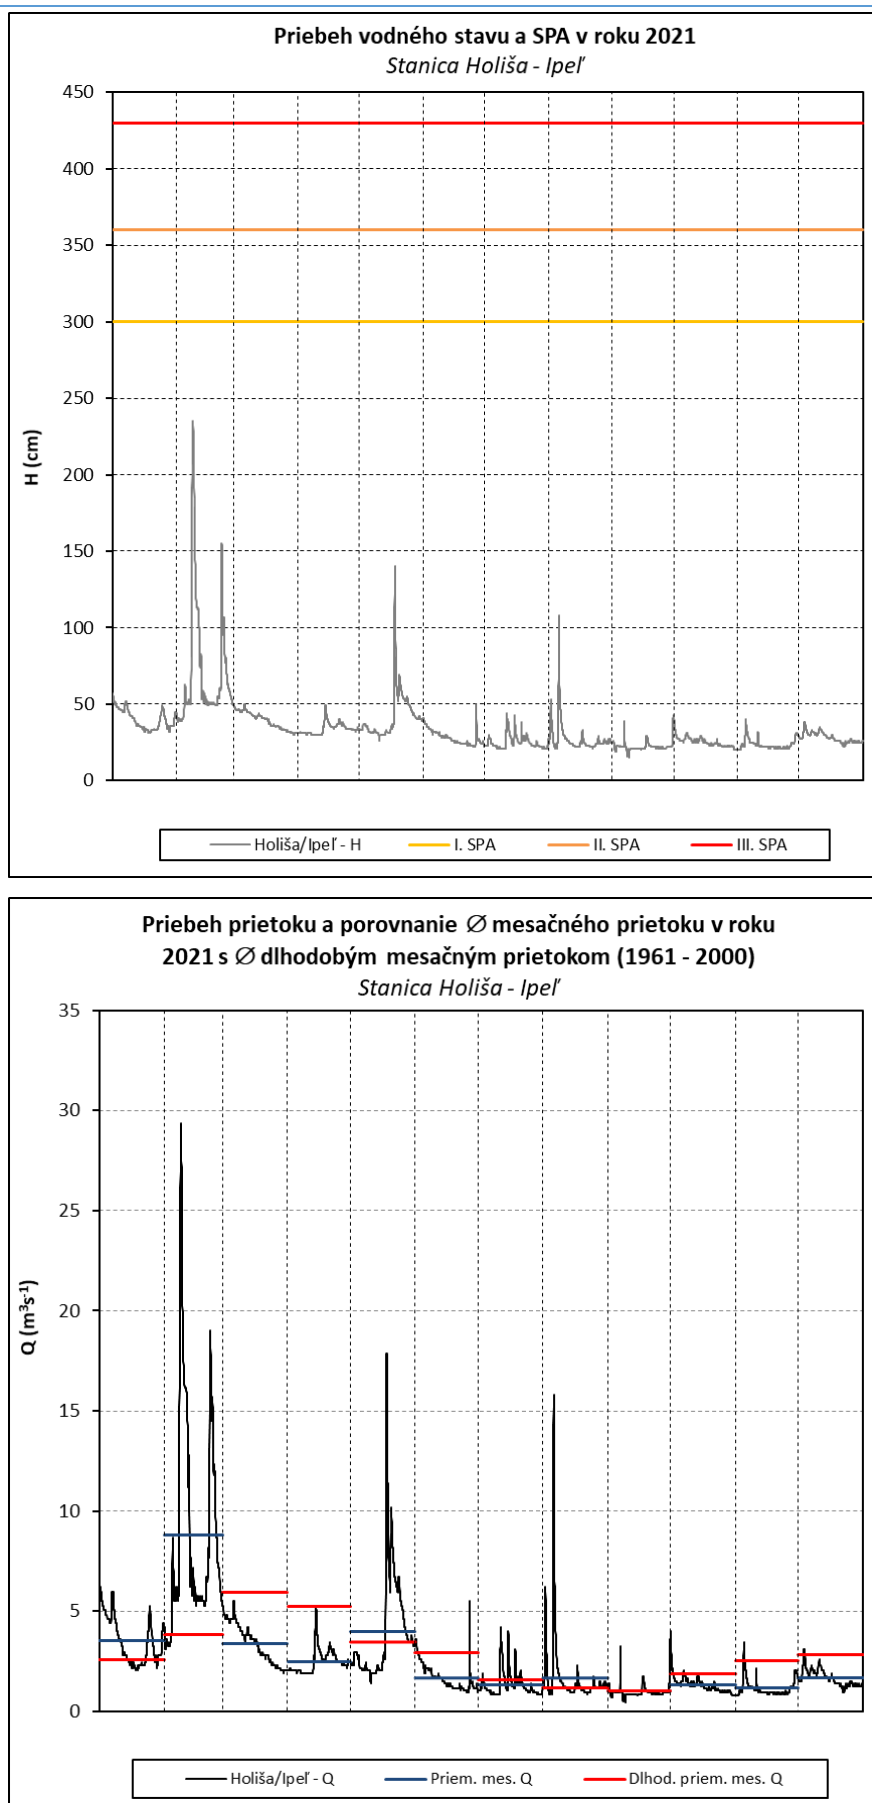 Priebeh vodného stavu a SPA v roku 2021
Stanica Holiša - Ipeľ
450
400
350
300
250
200
150
100
50
0
H (cm)
Holiša/Ipeľ - H
I. SPA
II. SPA
III. SPA
Priebeh prietoku a porovnanie ∅ mesačného prietoku v roku
2021 s ∅ dlhodobým mesačným prietokom (1961 - 2000)
Stanica Holiša - Ipeľ
35
30
25
20
15
10
5
0
Q (m³s⁻¹)
Holiša/Ipeľ - Q
Priem. mes. Q
Dlhod. priem. mes. Q